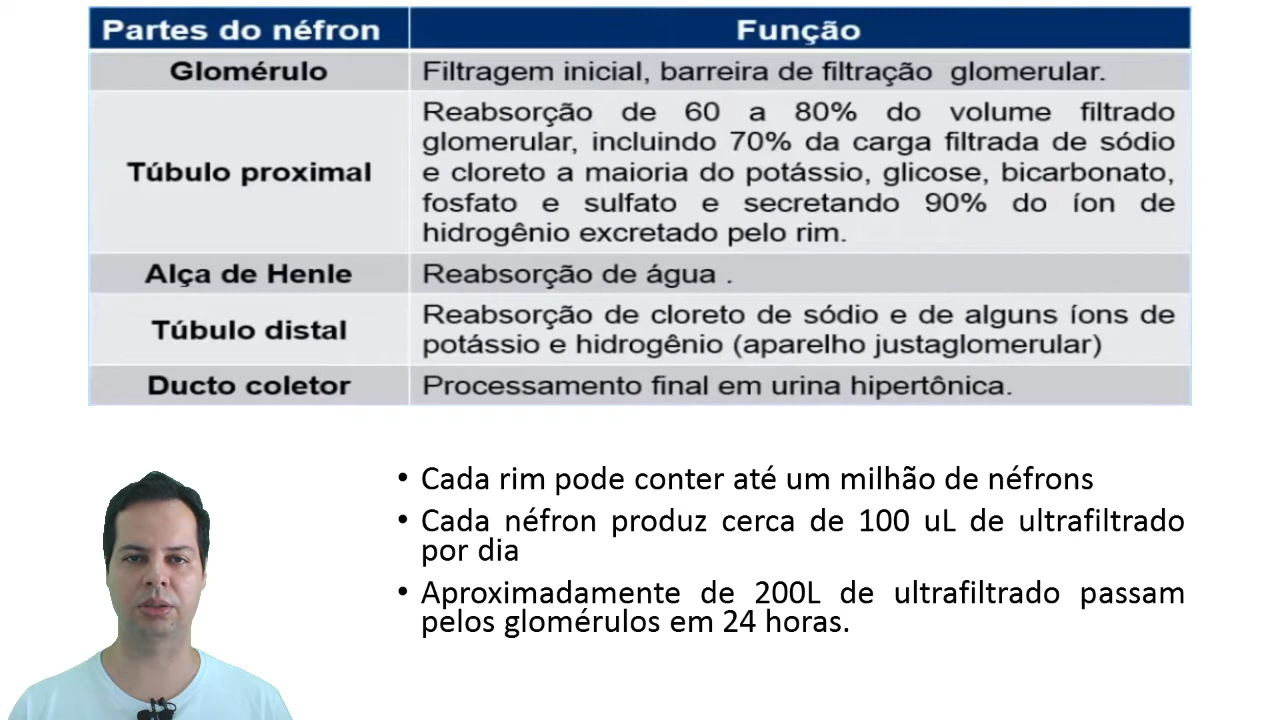 Partes do néfron
Função
Glomérulo
Filtragem inicial, barreira de filtração glomerular.
Túbulo proximal
Reabsorção de 60 a 80% do volume filtrado
glomerular, incluindo 70% da carga filtrada de sódio
e cloreto a maioria do potássio, glicose, bicarbonato,
fosfato e sulfato e secretando 90% do íon de
hidrogênio excretado pelo rim.
Alça de Henle
Reabsorção de água .
Túbulo distal
Reabsorção de cloreto de sódio e de alguns íons de
potássio e hidrogênio (aparelho justaglomerular)
Ducto coletor
Processamento final em urina hipertônica.
• Cada rim pode conter até um milhão de néfrons
• Cada néfron produz cerca de 100 uL de ultrafiltrado
por dia
• Aproximadamente de 200L de ultrafiltrado passam
pelos glomérulos em 24 horas.